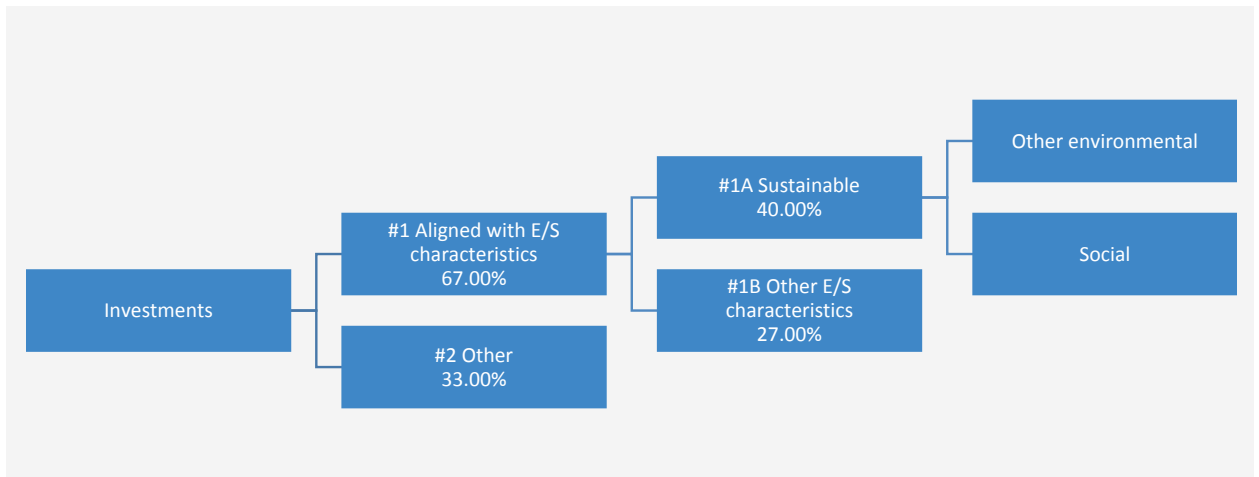 Investments
#1 Aligned with E/S
characteristics
67.00%
#2 Other
33.00%
#1A Sustainable
40.00%
#1B Other E/S
characteristics
27.00%
Other environmental
Social